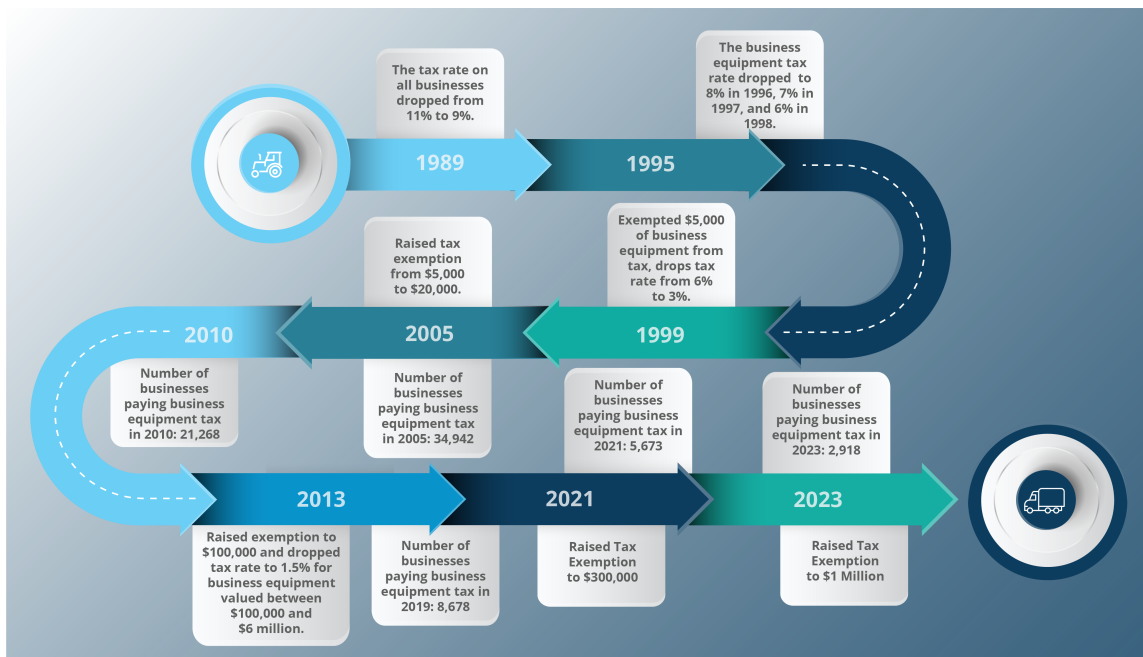 The tax rate on
all businesses
dropped from
11% to 9%.
1989
The business
equipment tax
rate dropped to
8% in 1996, 7% in
1997, and 6% in
1998.
1995
Exempted $5,000
of business
equipment from
tax, drops tax
rate from 6%
to 3%.
1999
Raised tax
exemption
from $5,000
to $20,000.
2005
Number of
businesses
paying business
equipment tax
in 2005: 34,942
2010
Number of
businesses
paying business
equipment tax
in 2010: 21,268
2013
Raised exemption to
$100,000 and dropped
tax rate to 1.5% for
business equipment
valued between
$100,000 and
$6 million.
Number of
businesses
paying business
equipment tax in
2019: 8,678
Number of
businesses
paying business
equipment tax in
2021: 5,673
2021
Raised Tax
Exemption
to $300,000
Number of
businesses
paying business
equipment tax in
2023: 2,918
2023
Raised Tax
Exemption
to $1 Million